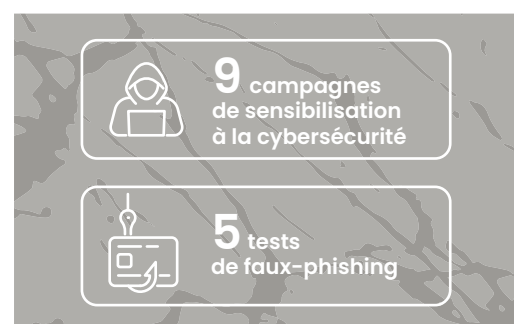 9 campagnes
de sensibilisation
à la cybersécurité
5 tests
de faux-phishing